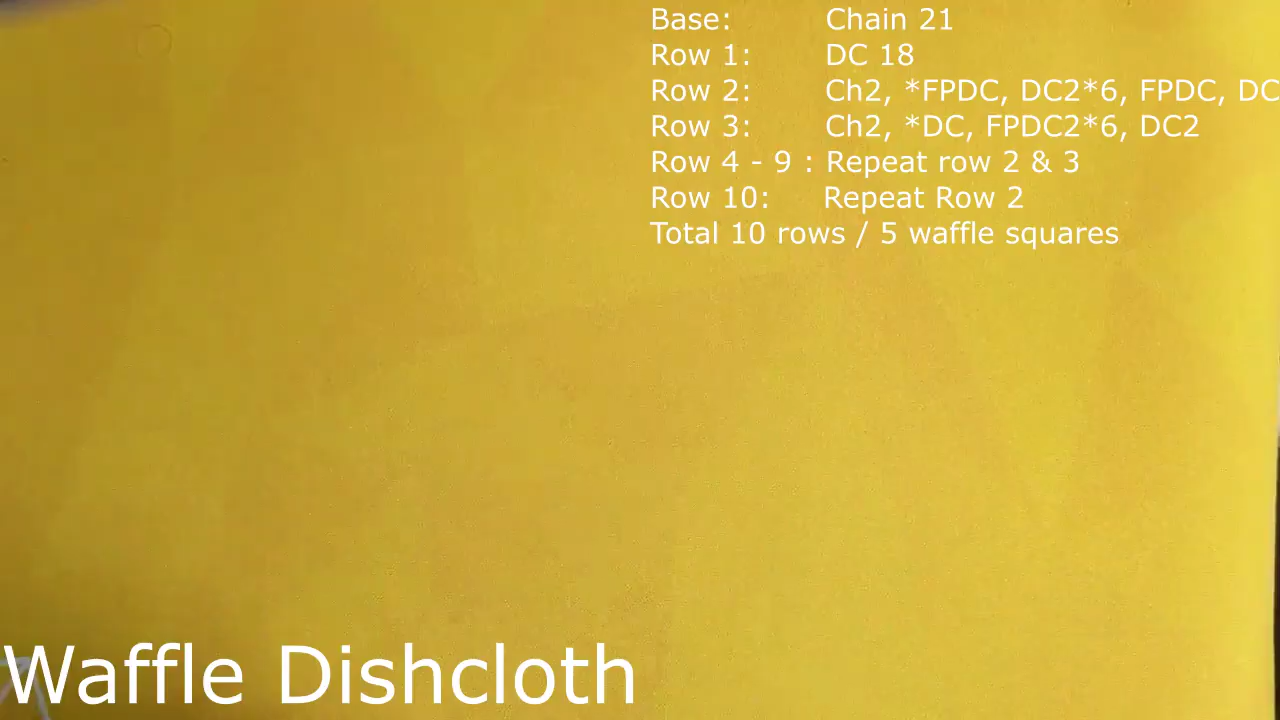 Base: Chain 21
Row 1: DC 18
Row 2: Ch2, *FPDC, DC2*6, FPDC, DC
Row 3: Ch2, *DC, FPDC2*6, DC2
Row 4 - 9 : Repeat row 2 & 3
Row 10: Repeat Row 2
Total 10 rows / 5 waffle squares
Waffle Dishcloth